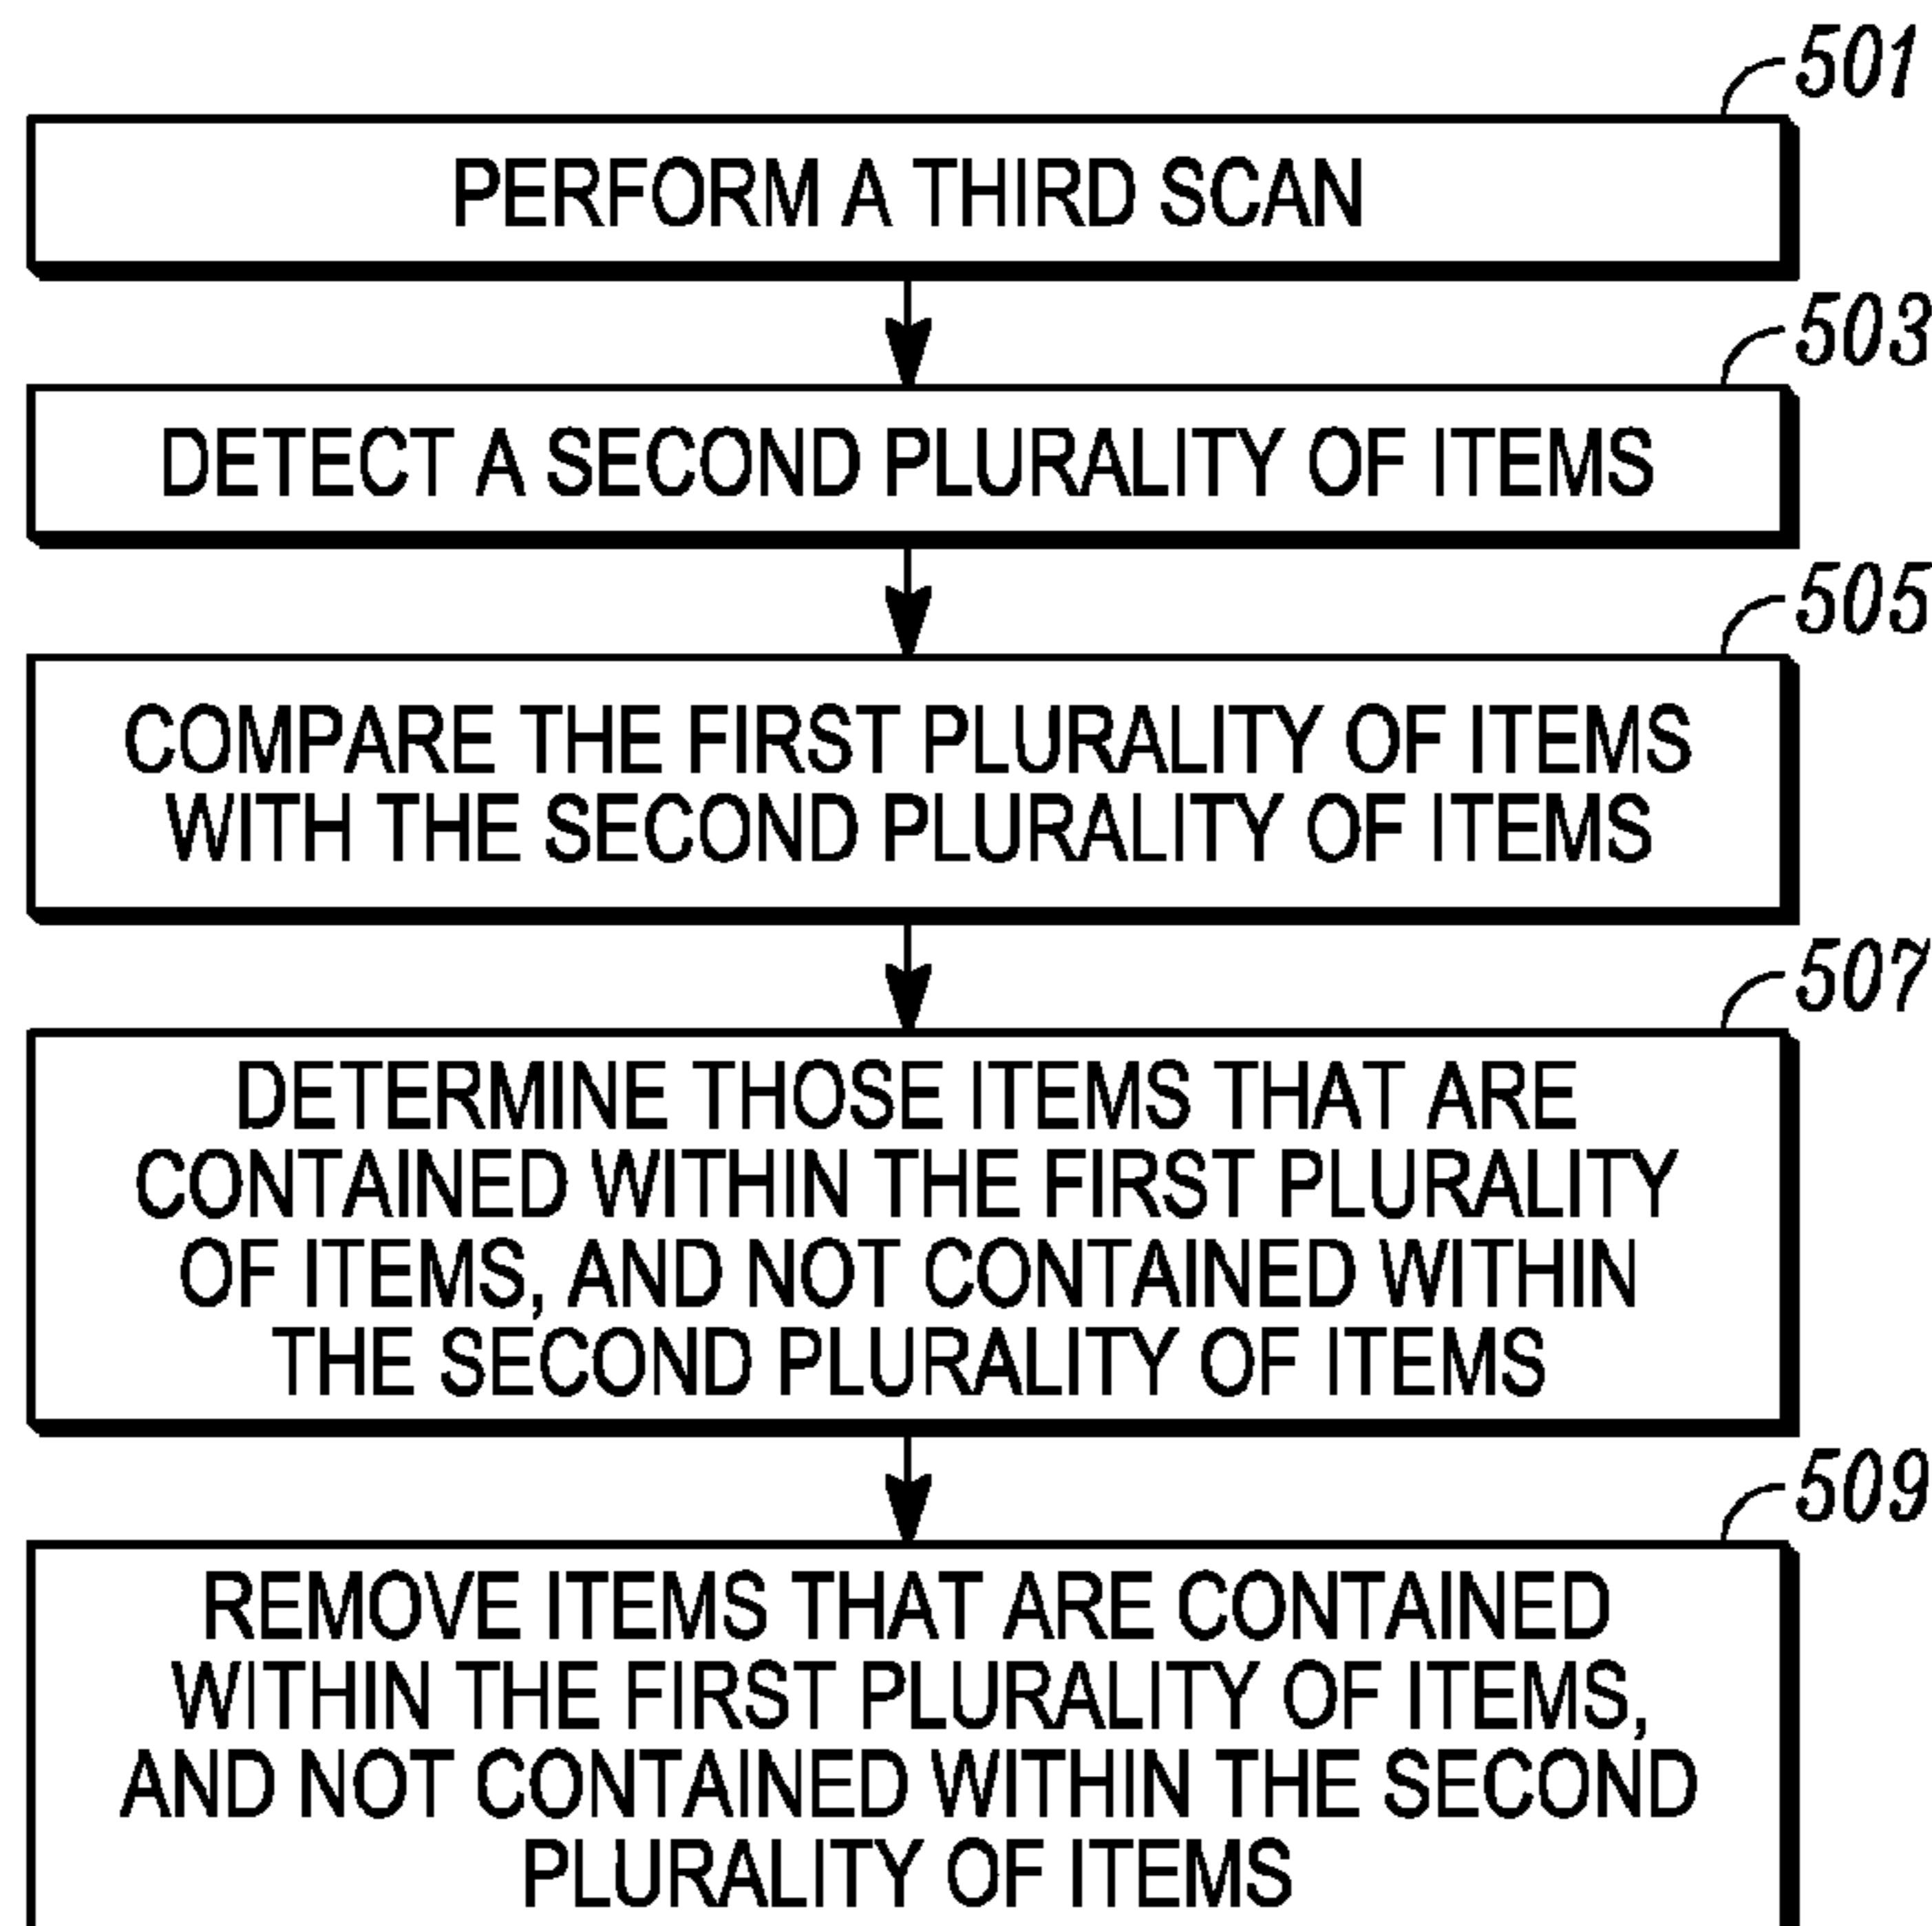 501
PERFORM A THIRD SCAN
503
DETECT A SECOND PLURALITY OF ITEMS
505
COMPARE THE FIRST PLURALITY OF ITEMS
WITH THE SECOND PLURALITY OF ITEMS
507
DETERMINE THOSE ITEMS THAT ARE
CONTAINED WITHIN THE FIRST PLURALITY
OF ITEMS, AND NOT CONTAINED WITHIN
THE SECOND PLURALITY OF ITEMS
509
REMOVE ITEMS THAT ARE CONTAINED
WITHIN THE FIRST PLURALITY OF ITEMS,
AND NOT CONTAINED WITHIN THE SECOND
PLURALITY OF ITEMS